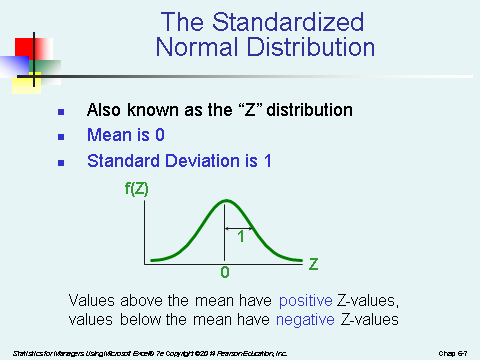 The Standardized
Normal Distribution
Also known as the “Z” distribution
Mean is 0
Standard Deviation is 1
f(Z)
1
0
Z
Values above the mean have positive Z-values,
values below the mean have negative Z-values
Statistics for Managers Using Microsoft Excel® 7e Copyright ©2014 Pearson Education, Inc.
Chap 6-7